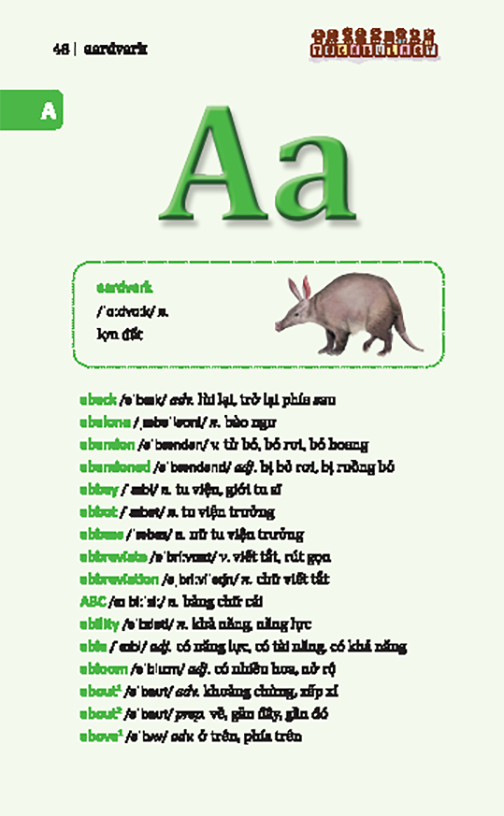 aardvark
A
Aa
aardvark
/ˈɑːdvɑːk/ n.
lợn đất
aback /əˈbæk/ adv. lùi lại, trở lại phía sau
abalone /ˌæbəˈləʊni/ n. bào ngư
abandon /əˈbændən/ v. từ bỏ, bỏ rơi, bỏ hoang
abandoned /əˈbændənd/ adj. bị bỏ rơi, bị ruồng bỏ
abbey /ˈæbi/ n. tu viện, giới tu sĩ
abbot /ˈæbət/ n. tu viện trưởng
abbess /ˈæbes/ n. nữ tu viện trưởng
abbreviate /əˈbriːvieɪt/ v. viết tắt, rút gọn
abbreviation /əˌbriːviˈeɪʃn/ n. chữ viết tắt
ABC /eɪ biːˈsiː/ n. bảng chữ cái
ability /əˈbɪləti/ n. khả năng, năng lực
able /ˈeɪbl/ adj. có năng lực, có tài năng, có khả năng
abloom /əˈbluːm/ adj. có nhiều hoa, nở rộ
about¹ /əˈbaʊt/ adv. khoảng chừng, xấp xỉ
about² /əˈbaʊt/ prep. về, gần đây, gần đó
above¹ /əˈbʌv/ adv. ở trên, phía trên